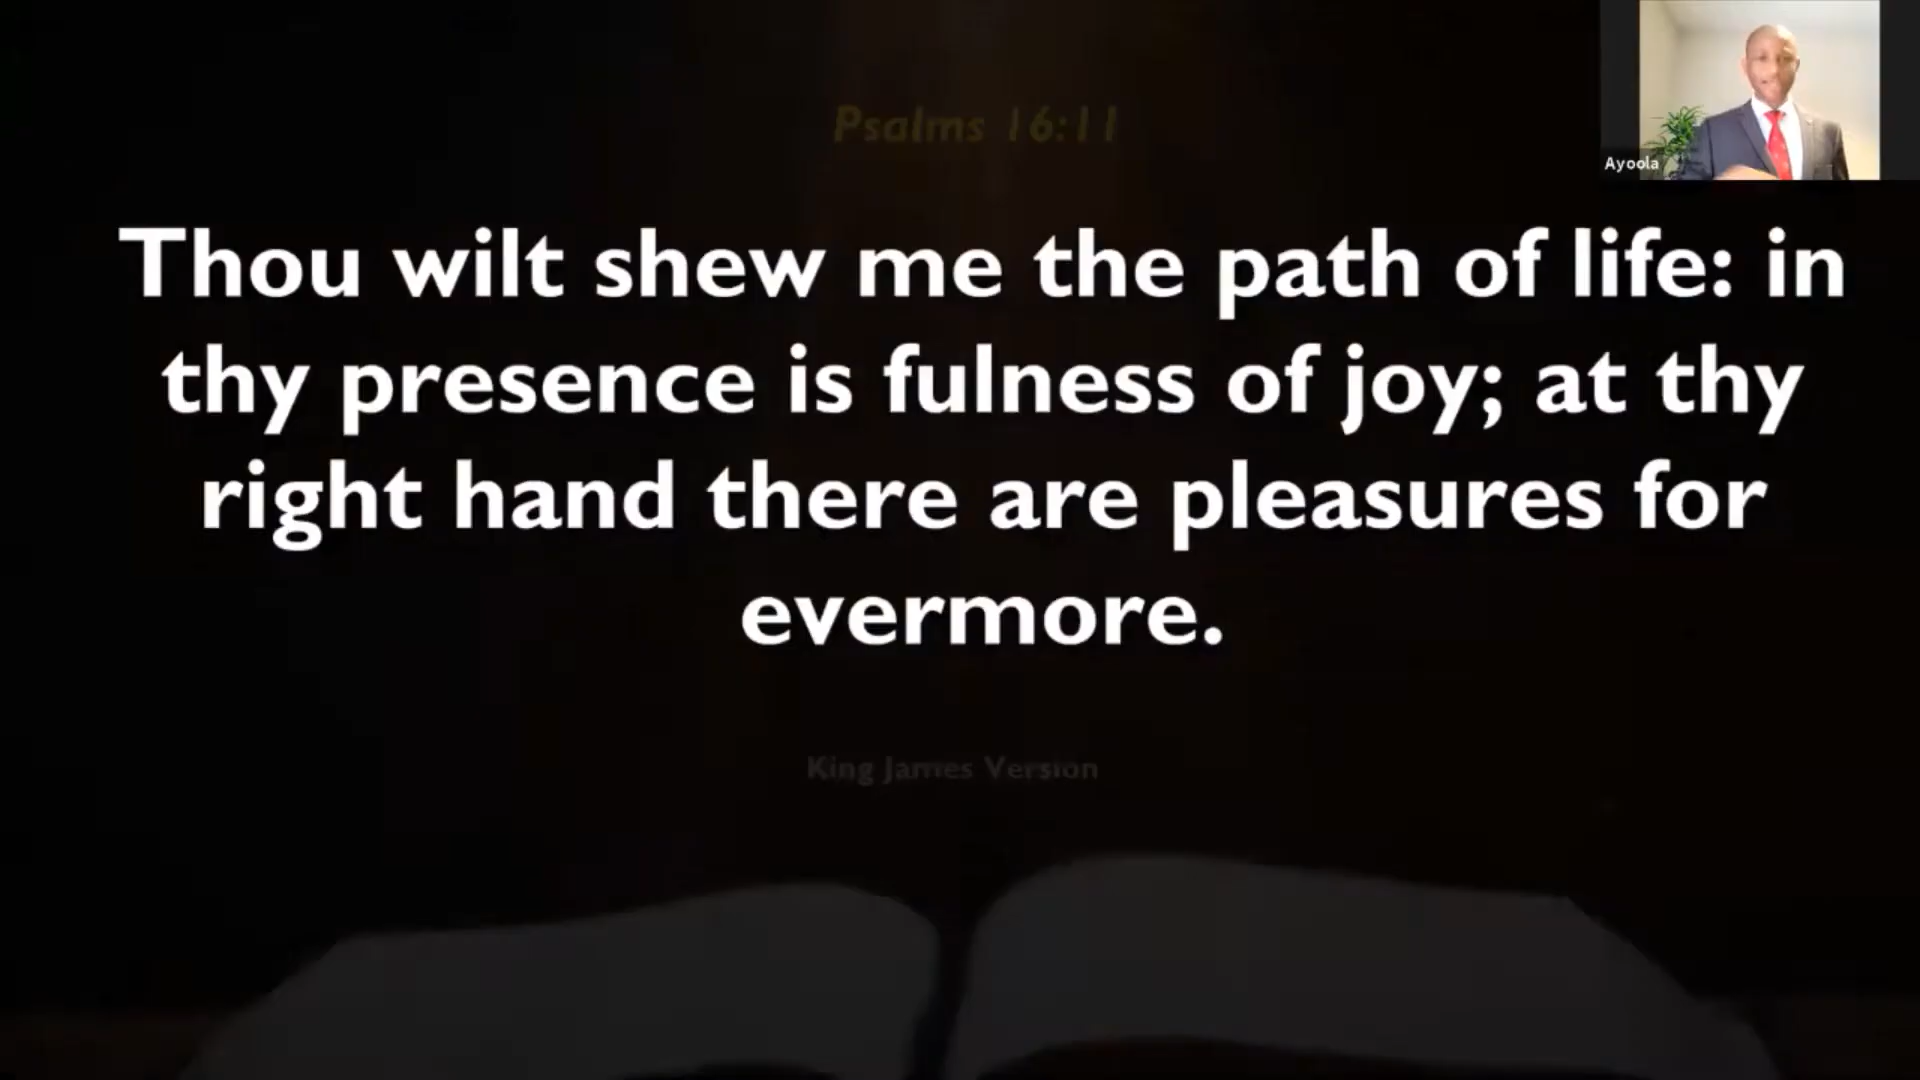 Psalms 16:11
Ayoola
Thou wilt shew me the path of life: in
thy presence is fulness of joy; at thy
right hand there are pleasures for
evermore.
King James Version